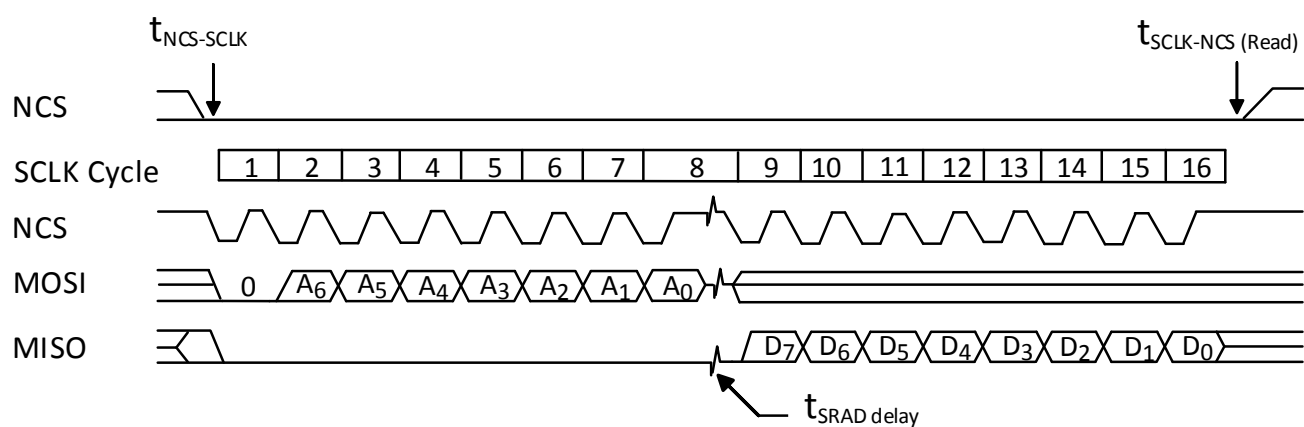 tNCS-SCLK
tSCLK-NCS (Read)
NCS
SCLK Cycle 1 2 3 4 5 6 7 8 9 10 11 12 13 14 15 16
NCS
MOSI 0 A6 A5 A4 A3 A2 A1 A0
MISO D7 D6 D5 D4 D3 D2 D1 D0
tSRAD delay